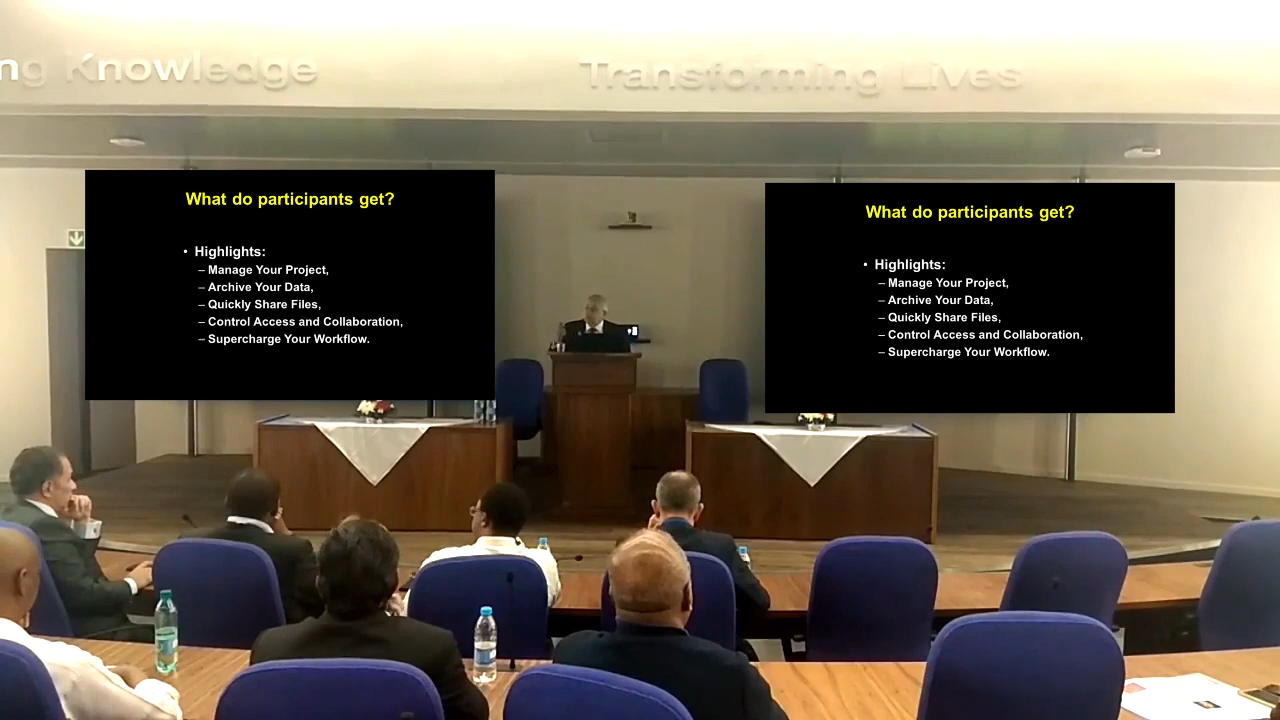 ng Knowledge
Transforming Lives
What do participants get?
• Highlights:
– Manage Your Project,
– Archive Your Data,
– Quickly Share Files,
– Control Access and Collaboration,
– Supercharge Your Workflow.
What do participants get?
• Highlights:
– Manage Your Project,
– Archive Your Data,
– Quickly Share Files,
– Control Access and Collaboration,
– Supercharge Your Workflow.